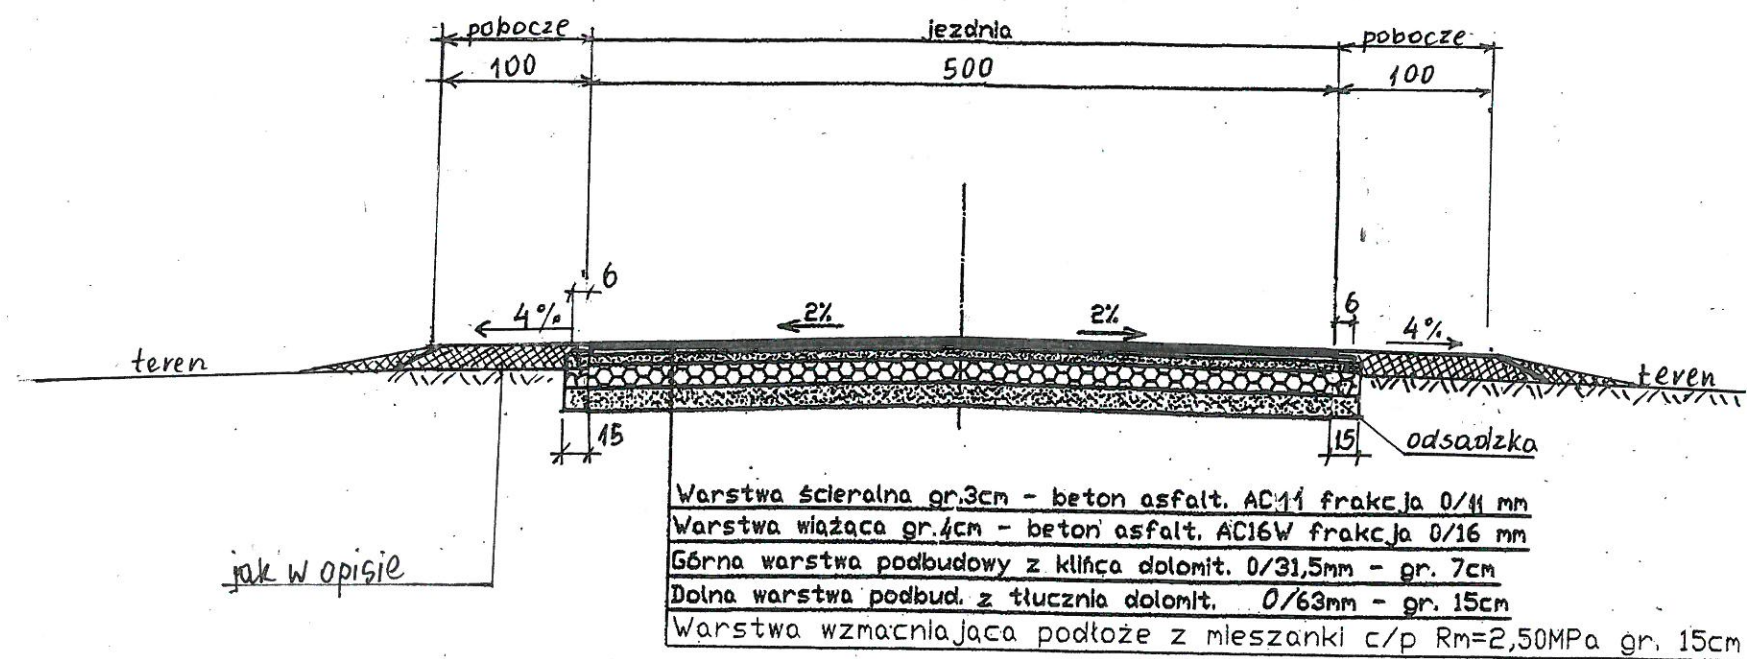 pobocze jezdnia pobocze
100 500 100
6
6
4% 2% 2% 4%
teren
teren
15
15
odsadzka
Warstwa ścieralna gr.3cm - beton asfalt. AC11 frakcja 0/11 mm
Warstwa wiążąca gr.4cm - beton asfalt. AC16W frakcja 0/16 mm
Górna warstwa podbudowy z klińca dolomit. 0/31,5mm - gr. 7cm
Dolna warstwa podbud. z tłucznia dolomit. 0/63mm - gr. 15cm
Warstwa wzmacniająca podłoże z mieszanki c/p Rm=2,50MPa gr. 15cm
jak w opisie